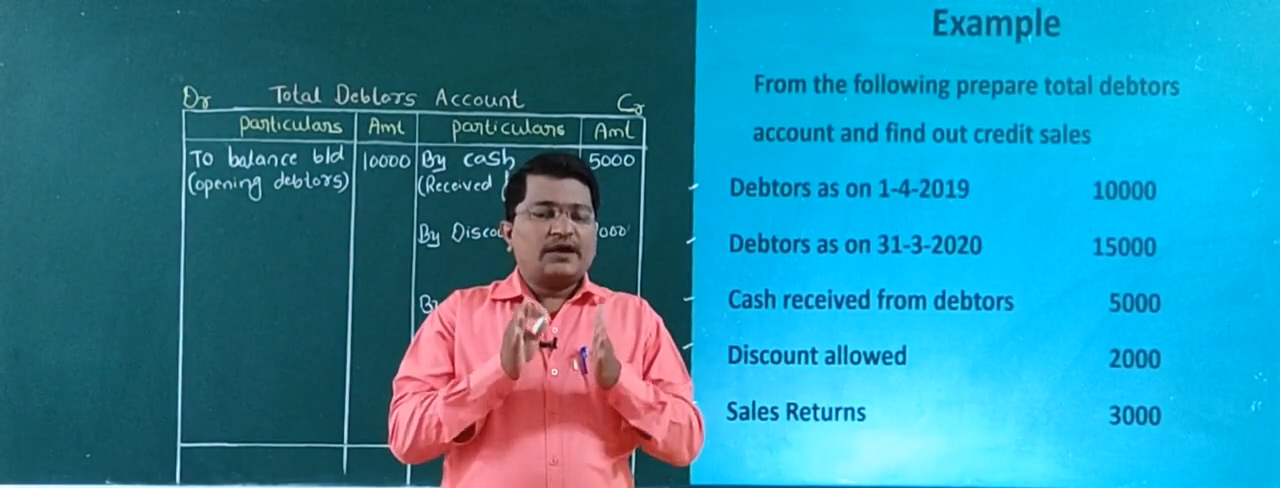 Dr Total Debtors Account Cr
particulars Amt particulars Amt
To balance b/d 10000 By cash 5000
(opening debtors) (Received
By
Example
From the following prepare total debtors
account and find out credit sales
Debtors as on 1-4-2019 10000
Debtors as on 31-3-2020 15000
Cash received from debtors 5000
Discount allowed 2000
Sales Returns 3000